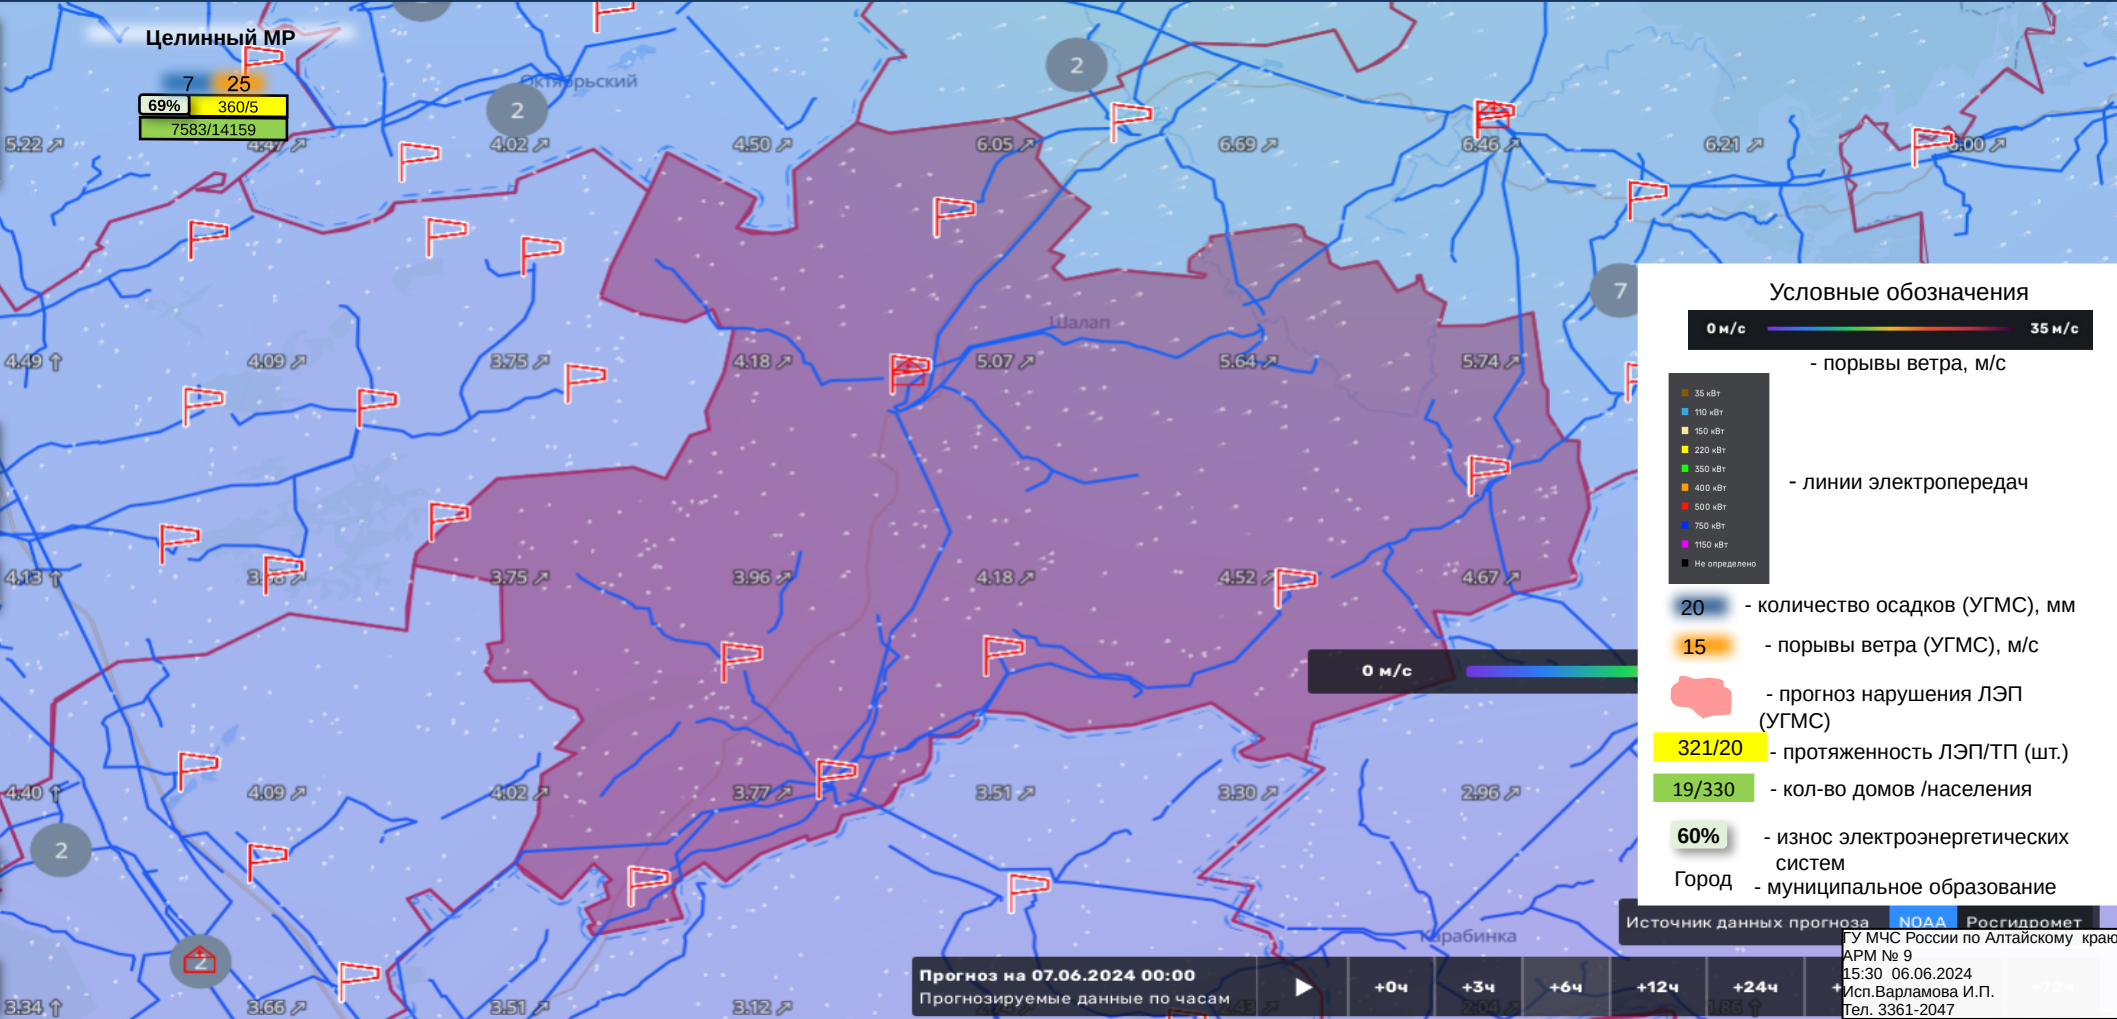 Целинный МР
7 25
69% 360/5
7583/14159
Октябрьский
2
2
5.22 4.47 4.02 4.50 6.05 6.69 6.46 6.21 6.00
7
Шалап
4.49 4.09 3.75 4.18 5.07 5.64 5.74
4.13 3.75 3.96 4.18 4.52 4.67
0 м/с
4.40 4.09 4.02 3.77 3.51 3.30 2.96
2
2
Карабинка
3.34 3.66 3.51 3.12
Условные обозначения
0 м/с 35 м/с
- порывы ветра, м/с
35 кВт
110 кВт
150 кВт
220 кВт
350 кВт
400 кВт
500 кВт
750 кВт
1150 кВт
Не определено
- линии электропередач
20 - количество осадков (УГМС), мм
15 - порывы ветра (УГМС), м/с
- прогноз нарушения ЛЭП
(УГМС)
321/20 - протяженность ЛЭП/ТП (шт.)
19/330 - кол-во домов /населения
60% - износ электроэнергетических
систем
Город - муниципальное образование
Источник данных прогноза NOAA Росгидромет
Прогноз на 07.06.2024 00:00
Прогнозируемые данные по часам
+0ч +3ч +6ч +12ч +24ч
ГУ МЧС России по Алтайскому краю
АРМ № 9
15:30 06.06.2024
Исп.Варламова И.П.
Тел. 3361-2047